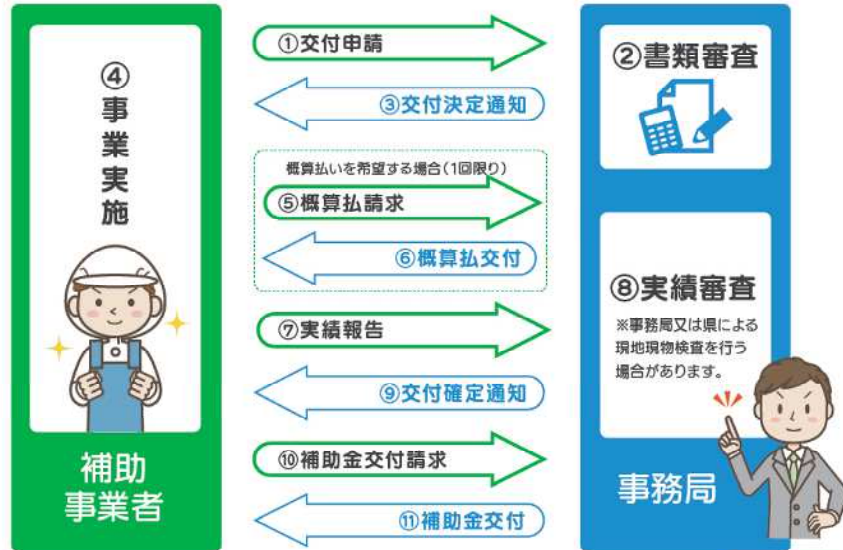 ④
事業実施
補助
事業者
①交付申請
③交付決定通知
概算払いを希望する場合(1回限り)
⑤概算払請求
⑥概算払交付
⑦実績報告
⑨交付確定通知
⑩補助金交付請求
⑪補助金交付
②書類審査
⑧実績審査
※事務局又は県による
現地現物検査を行う
場合があります。
事務局